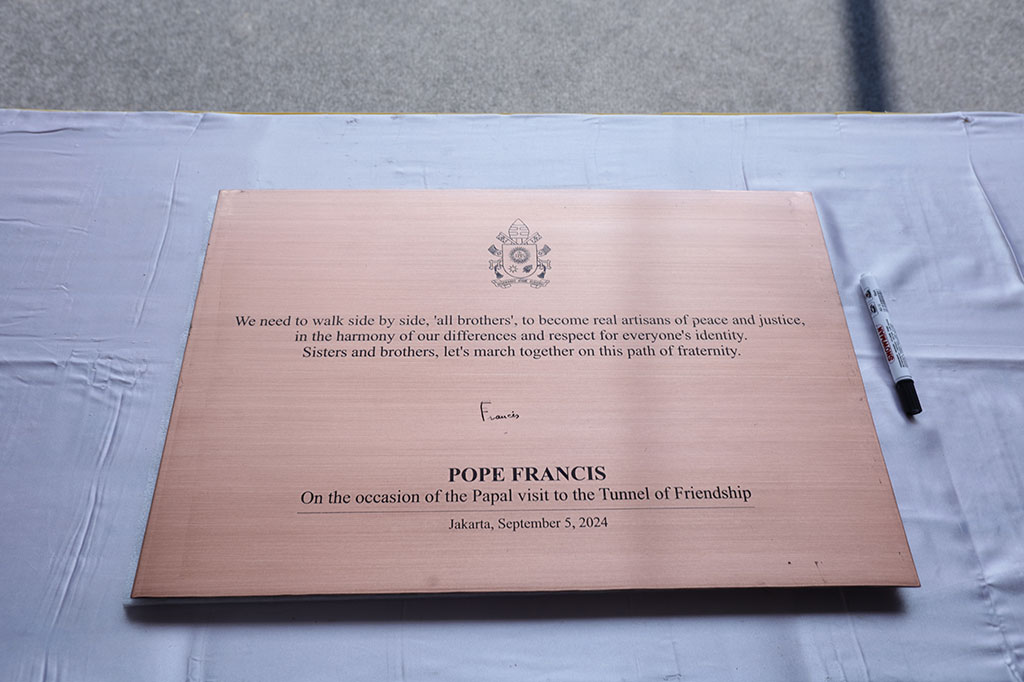 We need to walk side by side, 'all brothers', to become real artisans of peace and justice,
in the harmony of our differences and respect for everyone's identity.
Sisters and brothers, let's march together on this path of fraternity.
Francis
POPE FRANCIS
On the occasion of the Papal visit to the Tunnel of Friendship
Jakarta, September 5, 2024
SNOWMAN